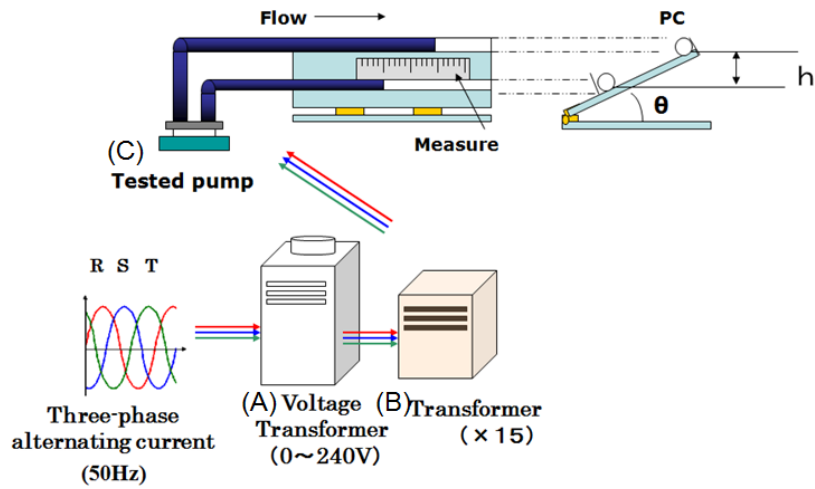 Flow
PC
h
θ
Measure
(C)
Tested pump
R S T
Three-phase
alternating current
(50Hz)
(A) Voltage
Transformer
(0～240V)
(B) Transformer
(×15)